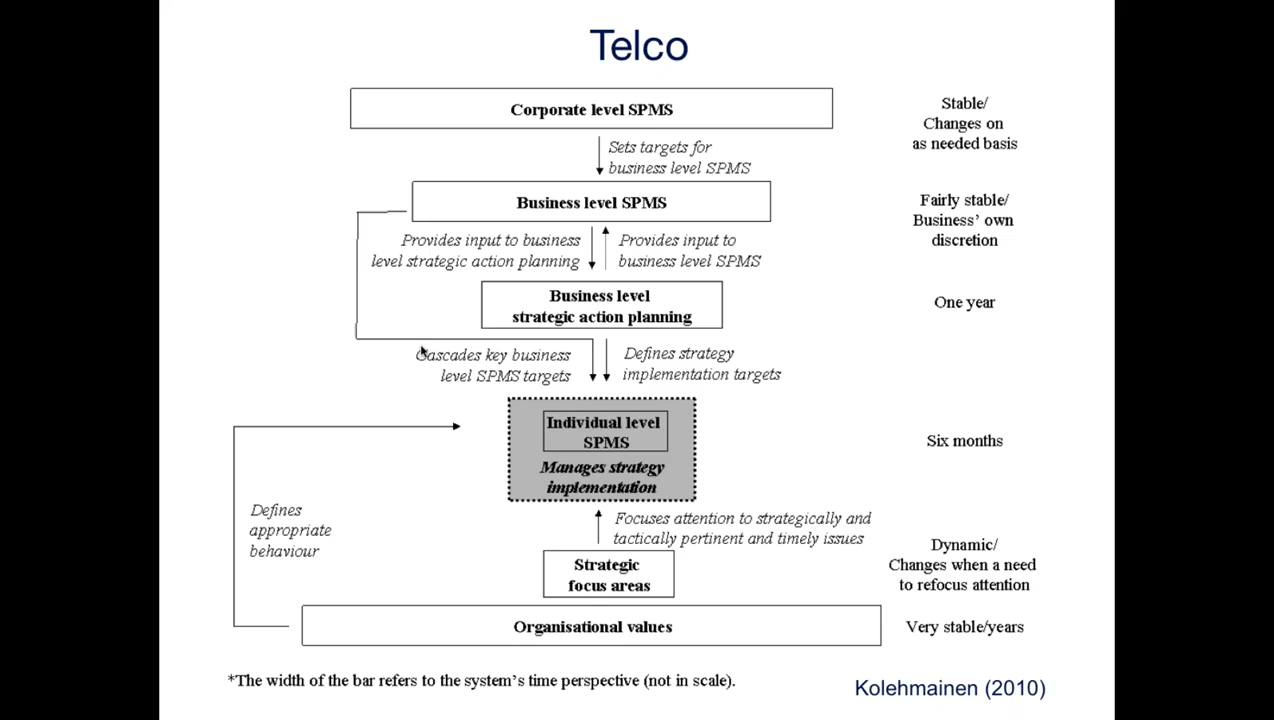 Telco
Corporate level SPMS
Stable/
Changes on
as needed basis
Sets targets for
business level SPMS
Business level SPMS
Fairly stable/
Business' own
discretion
Provides input to business
level strategic action planning
Provides input to
business level SPMS
Business level
strategic action planning
One year
Cascades key business
level SPMS targets
Defines strategy
implementation targets
Individual level
SPMS
Manages strategy
implementation
Six months
Defines
appropriate
behaviour
Focuses attention to strategically and
tactically pertinent and timely issues
Strategic
focus areas
Dynamic/
Changes when a need
to refocus attention
Organisational values
Very stable/years
*The width of the bar refers to the system's time perspective (not in scale).
Kolehmainen (2010)